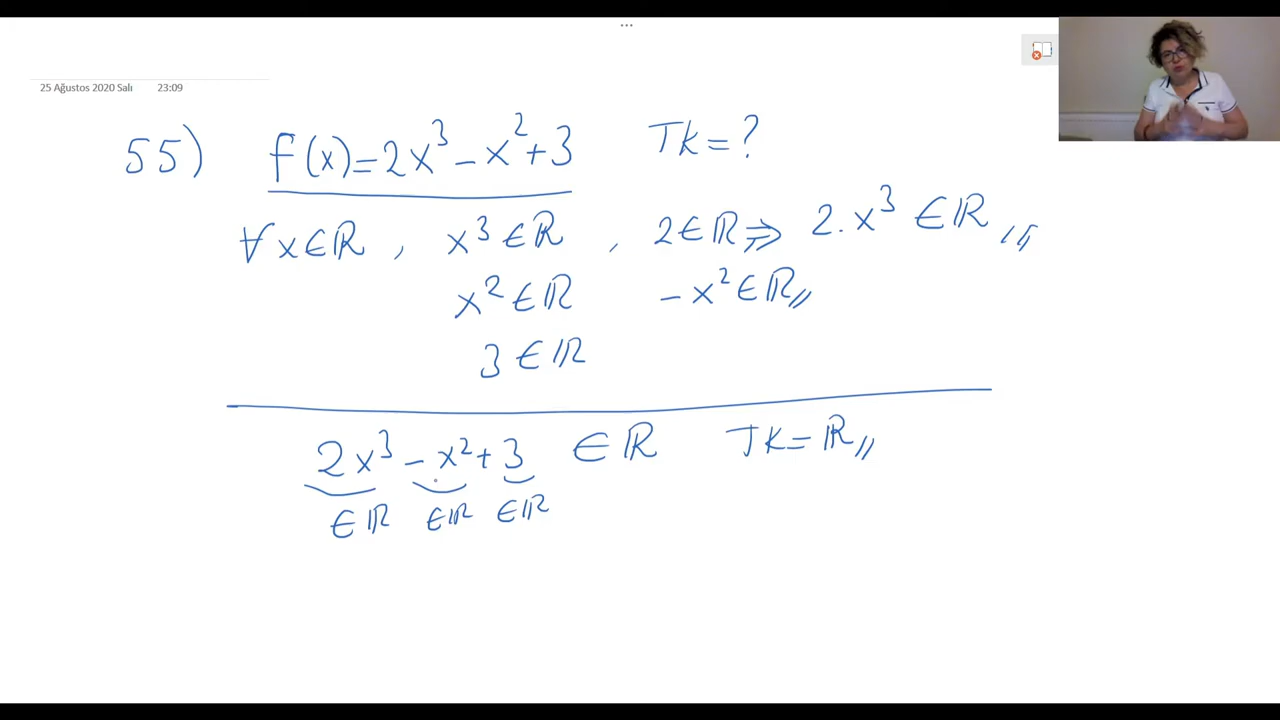 25 Ağustos 2020 Salı 23:09
55) f(x)=2x³-x²+3 TK=?
∀x∈ℝ, x³∈ℝ, 2∈ℝ⇒ 2.x³∈ℝ//
x²∈ℝ -x²∈ℝ//
3∈ℝ
2x³-x²+3 ∈ℝ TK=ℝ//
∈ℝ ∈ℝ ∈ℝ